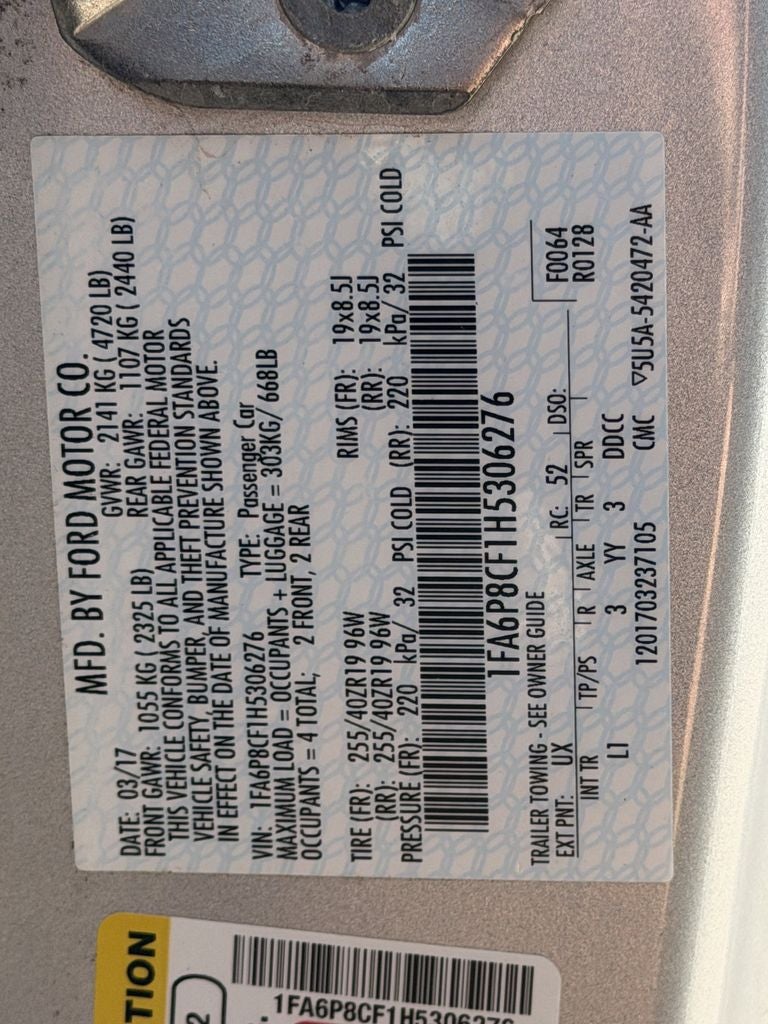 MFD. BY FORD MOTOR CO.
DATE: 03/17 GVWR: 2141 KG ( 4720 LB)
FRONT GAWR: 1055 KG ( 2325 LB) REAR GAWR: 1107 KG ( 2440 LB)
THIS VEHICLE CONFORMS TO ALL APPLICABLE FEDERAL MOTOR
VEHICLE SAFETY, BUMPER, AND THEFT PREVENTION STANDARDS
IN EFFECT ON THE DATE OF MANUFACTURE SHOWN ABOVE.
VIN: 1FA6P8CF1H5306276 TYPE: Passenger Car
MAXIMUM LOAD = OCCUPANTS + LUGGAGE = 303KG/ 668LB
OCCUPANTS = 4 TOTAL; 2 FRONT, 2 REAR
TIRE (FR): 255/40ZR19 96W RIMS (FR): 19x8.5J
(RR): 255/40ZR19 96W (RR): 19x8.5J
PRESSURE (FR): 220 kPa/ 32 PSI COLD (RR): 220 kPa/ 32 PSI COLD
1FA6P8CF1H5306276
TRAILER TOWING - SEE OWNER GUIDE
EXT PNT: UX RC: 52 DSO: F0064
R0128
INT TR TP/PS R AXLE TR SPR
L1 3 YY 3 DDCC
1201703237105 CMC ▽5U5A-5420472-AA
TION
2
1FA6P8CF1H5306276